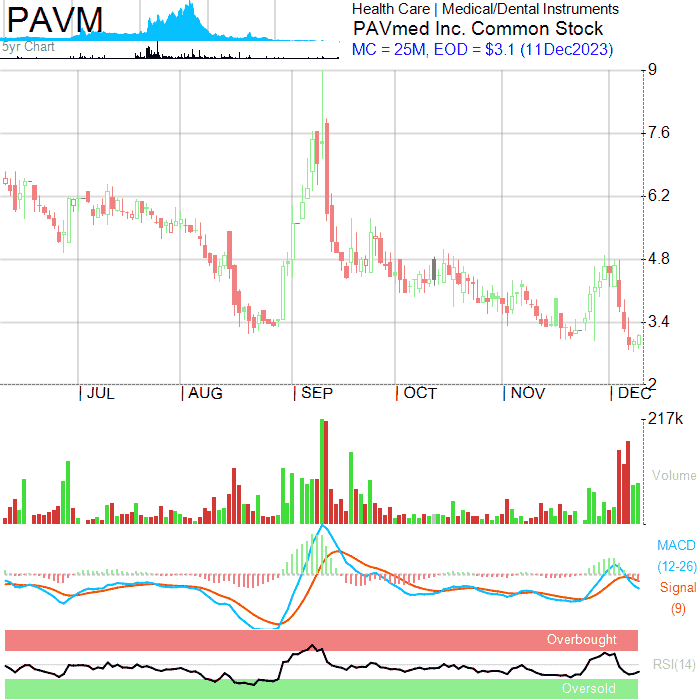 PAVM
5yr Chart
Health Care | Medical/Dental Instruments
PAVmed Inc. Common Stock
MC = 25M, EOD = $3.1 (11Dec2023)
9
7.6
6.2
4.8
3.4
2
| JUL | AUG | SEP | OCT | NOV | DEC
217k
Volume
MACD
(12-26)
Signal
(9)
Overbought
RSI(14)
Oversold